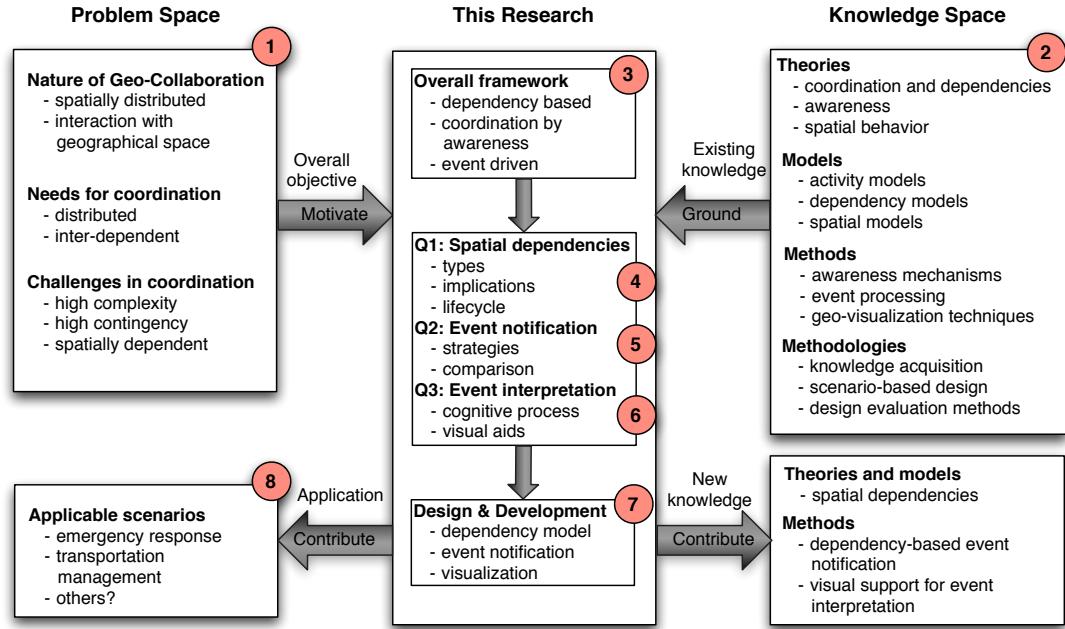 Problem Space
1
Nature of Geo-Collaboration
- spatially distributed
- interaction with
geographical space
Needs for coordination
- distributed
- inter-dependent
Challenges in coordination
- high complexity
- high contingency
- spatially dependent
Overall
objective
Motivate
This Research
3
Overall framework
- dependency based
- coordination by
awareness
- event driven
Q1: Spatial dependencies
- types
- implications
- lifecycle
4
Q2: Event notification
- strategies
- comparison
5
Q3: Event interpretation
- cognitive process
- visual aids
6
7
Design & Development
- dependency model
- event notification
- visualization
Existing
knowledge
Ground
Knowledge Space
2
Theories
- coordination and dependencies
- awareness
- spatial behavior
Models
- activity models
- dependency models
- spatial models
Methods
- awareness mechanisms
- event processing
- geo-visualization techniques
Methodologies
- knowledge acquisition
- scenario-based design
- design evaluation methods
8
Applicable scenarios
- emergency response
- transportation
management
- others?
Application
Contribute
New
knowledge
Contribute
Theories and models
- spatial dependencies
Methods
- dependency-based event
notification
- visual support for event
interpretation